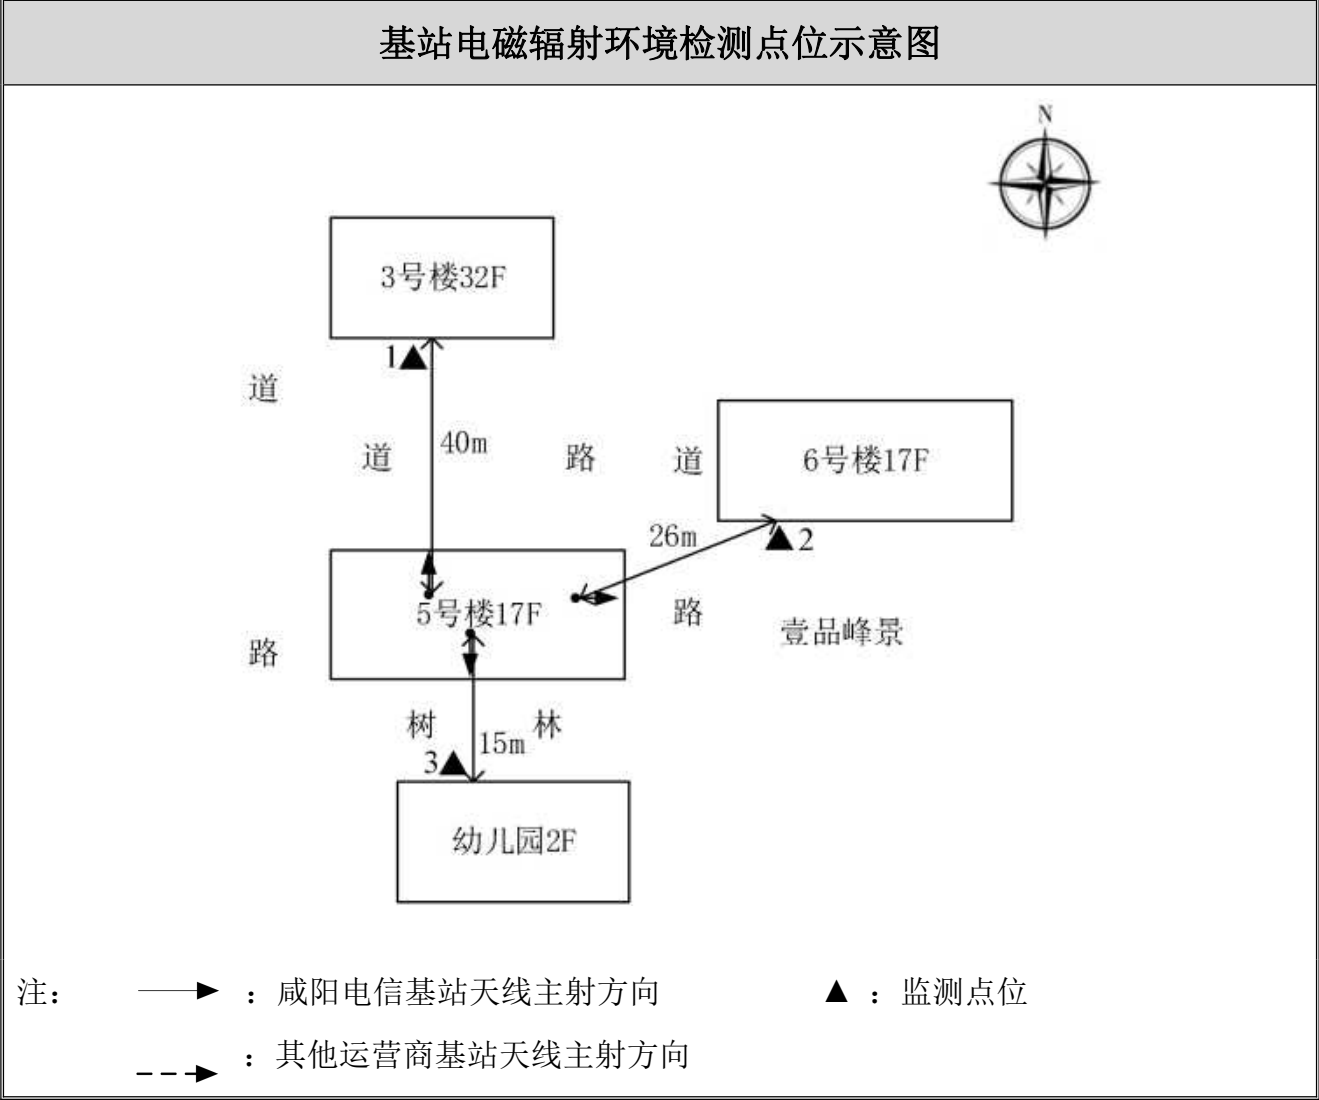 基站电磁辐射环境检测点位示意图
N
3号楼32F
1
道
道
40m
路
道
6号楼17F
26m
2
5号楼17F
路
壹品峰景
路
树
林
15m
3
幼儿园2F
注：
：咸阳电信基站天线主射方向
：监测点位
：其他运营商基站天线主射方向